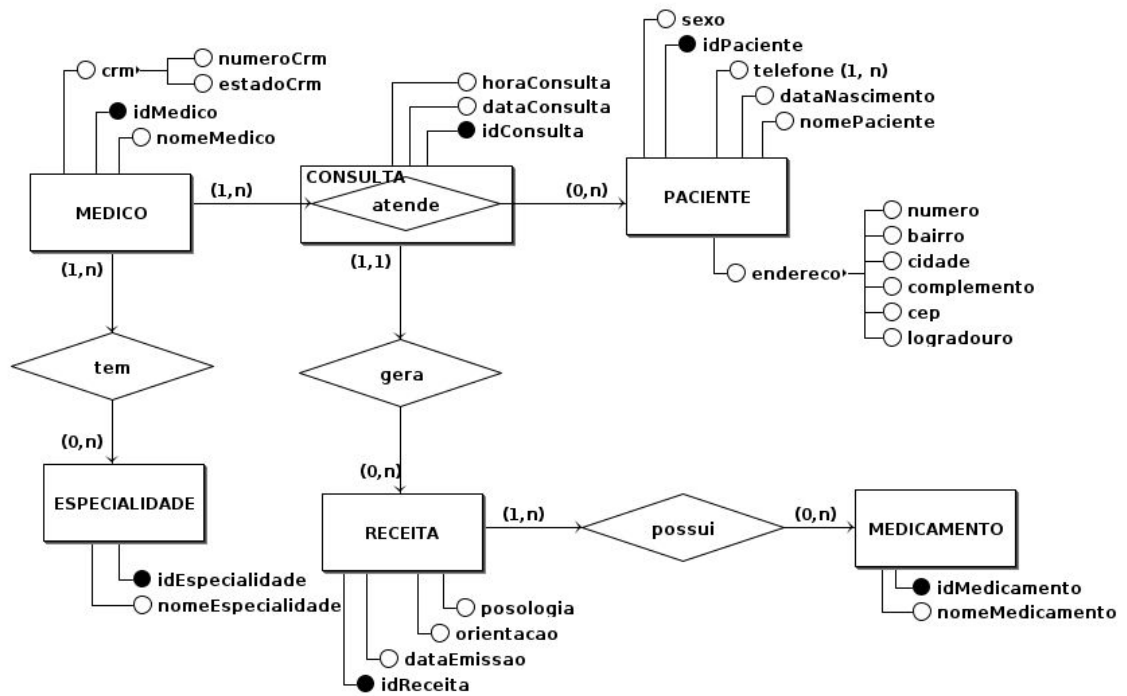 sexo
crm
numeroCrm
estadoCrm
idPaciente
telefone (1, n)
horaConsulta
dataConsulta
idConsulta
dataNascimento
nomePaciente
idMedico
nomeMedico
MEDICO
(1,n)
CONSULTA
atende
(0,n)
PACIENTE
numero
bairro
cidade
complemento
cep
logradouro
endereco
(1,n)
(1,1)
tem
gera
(0,n)
(0,n)
ESPECIALIDADE
idEspecialidade
nomeEspecialidade
RECEITA
(1,n)
possui
(0,n)
MEDICAMENTO
idMedicamento
nomeMedicamento
posologia
orientacao
dataEmissao
idReceita